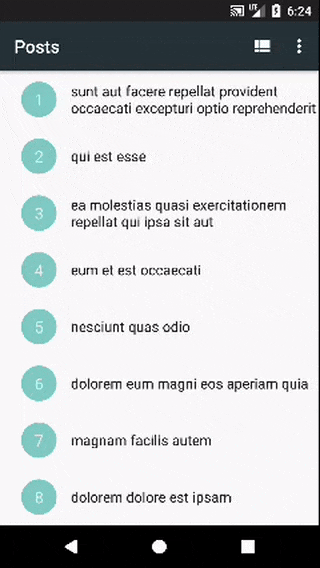 LTE 6:24
Posts
1 sunt aut facere repellat provident
occaecati excepturi optio reprehenderit
2 qui est esse
3 ea molestias quasi exercitationem
repellat qui ipsa sit aut
4 eum et est occaecati
5 nesciunt quas odio
6 dolorem eum magni eos aperiam quia
7 magnam facilis autem
8 dolorem dolore est ipsam